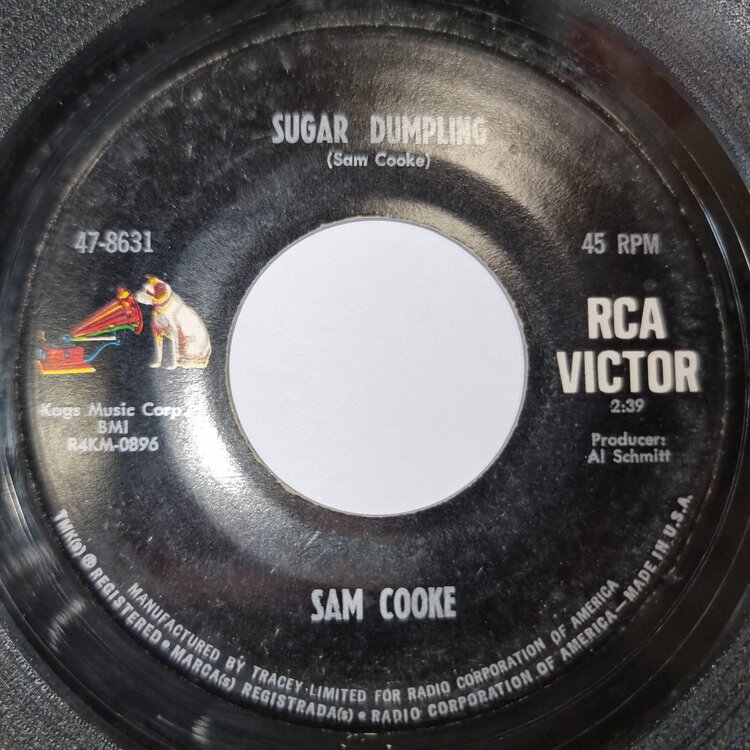 SUGAR DUMPLING
(Sam Cooke)
47-8631
45 RPM
RCA
VICTOR
2:39
Kags Music Corp.
BMI
R4KM-0896
Producer:
Al Schmitt
SAM COOKE
MANUFACTURED BY TRACEY LIMITED FOR RADIO CORPORATION OF AMERICA
TMK(s) ® REGISTERED • MARCA(s) REGISTRADA(s) • RADIO CORPORATION OF AMERICA—MADE IN U.S.A.